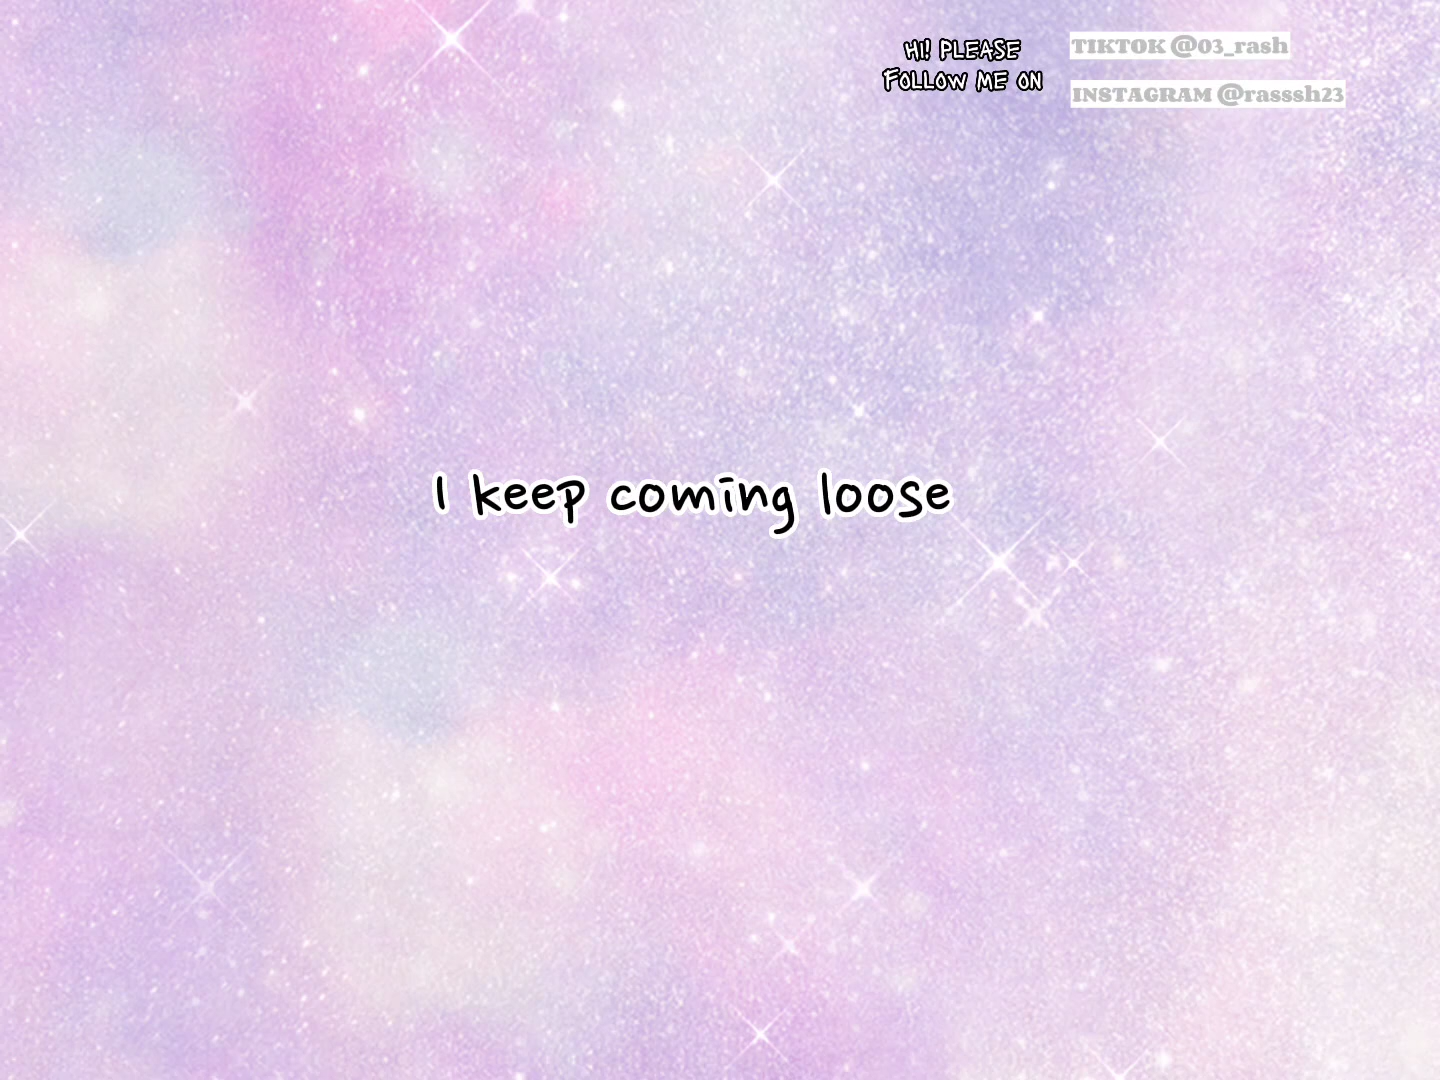 HI! PLEASE
FOLLOW ME ON
TIKTOK @03_rash
INSTAGRAM @rasssh23
I keep coming loose